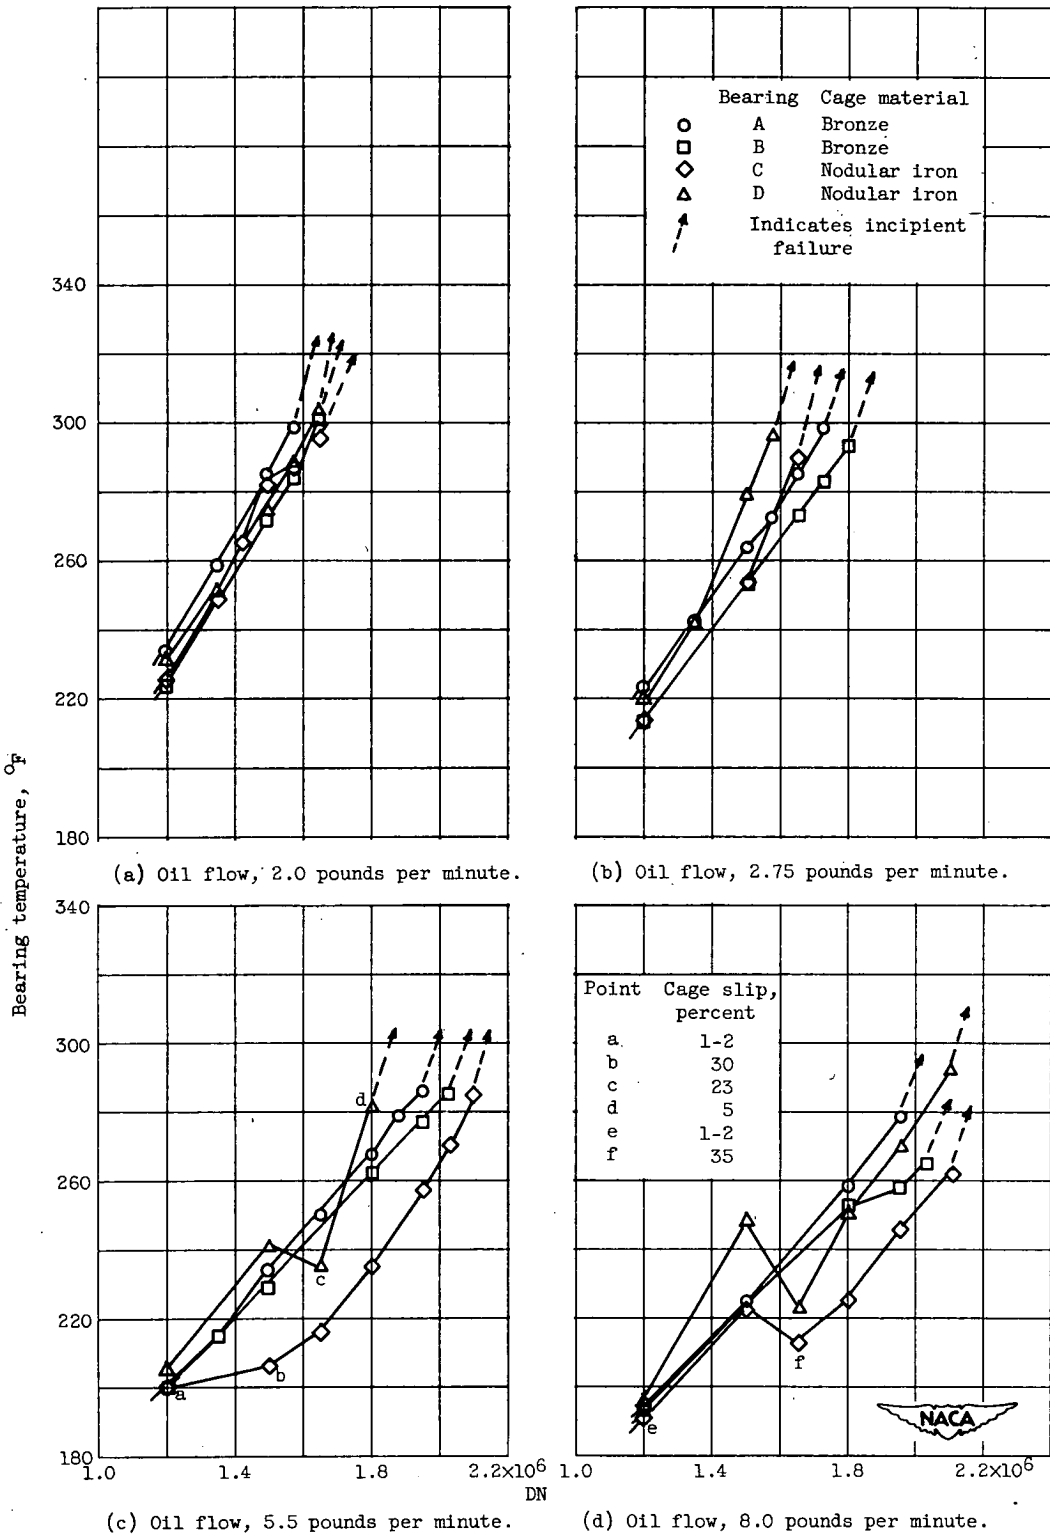 Bearing Cage material
A Bronze
B Bronze
C Nodular iron
D Nodular iron
Indicates incipient
failure
340
300
260
220
180
(a) Oil flow, 2.0 pounds per minute.
(b) Oil flow, 2.75 pounds per minute.
Bearing temperature, °F
340
300
260
220
180
a
b
c
d
1.0
1.4
1.8
2.2×10⁶
Point Cage slip,
percent
a 1-2
b 30
c 23
d 5
e 1-2
f 35
e
f
NACA
1.0
1.4
1.8
2.2×10⁶
DN
(c) Oil flow, 5.5 pounds per minute.
(d) Oil flow, 8.0 pounds per minute.